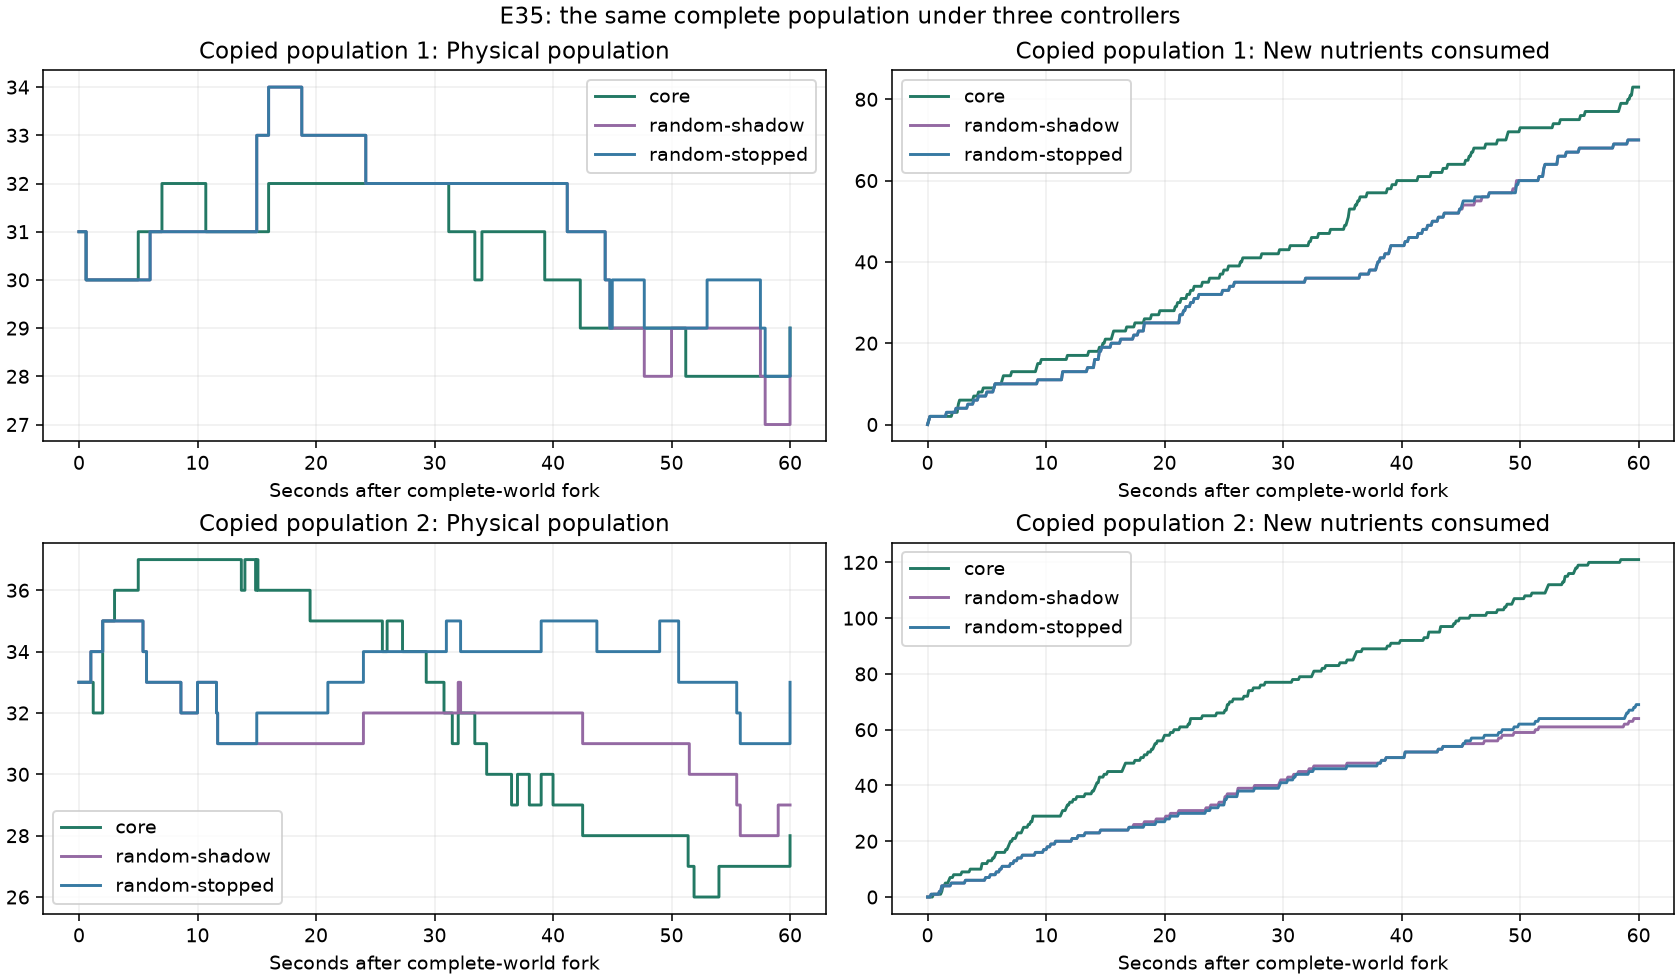 E35: the same complete population under three controllers
Copied population 1: Physical population
34
33
32
31
30
29
28
27
core
random-shadow
random-stopped
0 10 20 30 40 50 60
Seconds after complete-world fork
Copied population 1: New nutrients consumed
80
60
40
20
0
core
random-shadow
random-stopped
0 10 20 30 40 50 60
Seconds after complete-world fork
Copied population 2: Physical population
36
34
32
30
28
26
core
random-shadow
random-stopped
0 10 20 30 40 50 60
Seconds after complete-world fork
Copied population 2: New nutrients consumed
120
100
80
60
40
20
0
core
random-shadow
random-stopped
0 10 20 30 40 50 60
Seconds after complete-world fork